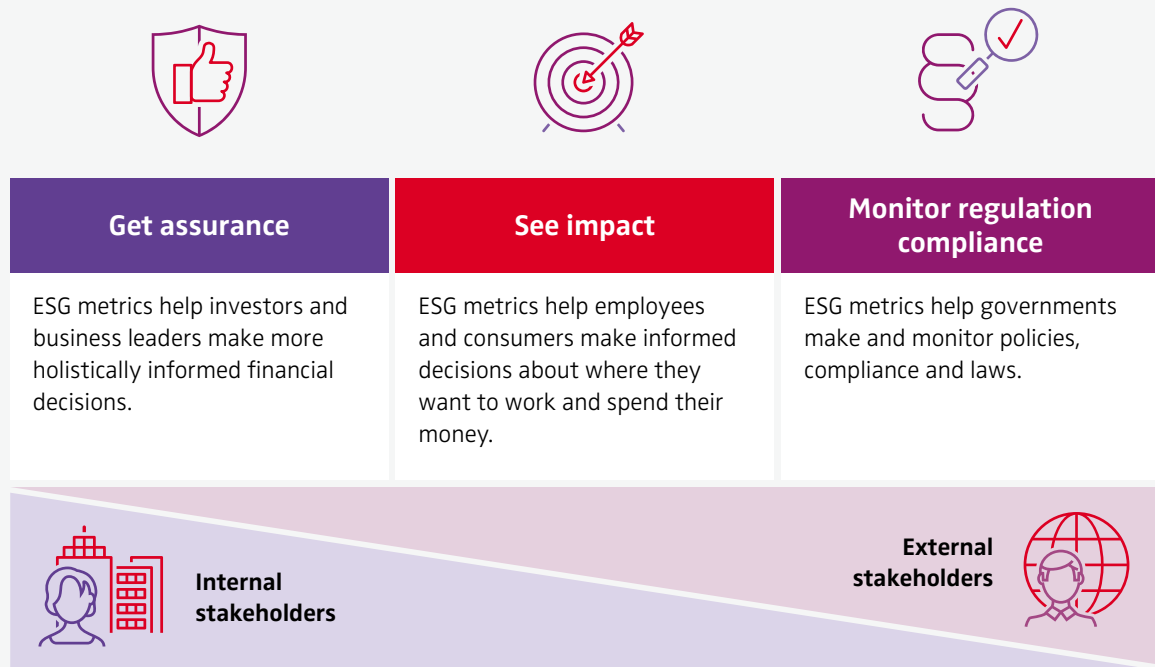 Get assurance
See impact
Monitor regulation
compliance
ESG metrics help investors and
business leaders make more
holistically informed financial
decisions.
ESG metrics help employees
and consumers make informed
decisions about where they
want to work and spend their
money.
ESG metrics help governments
make and monitor policies,
compliance and laws.
Internal
stakeholders
External
stakeholders